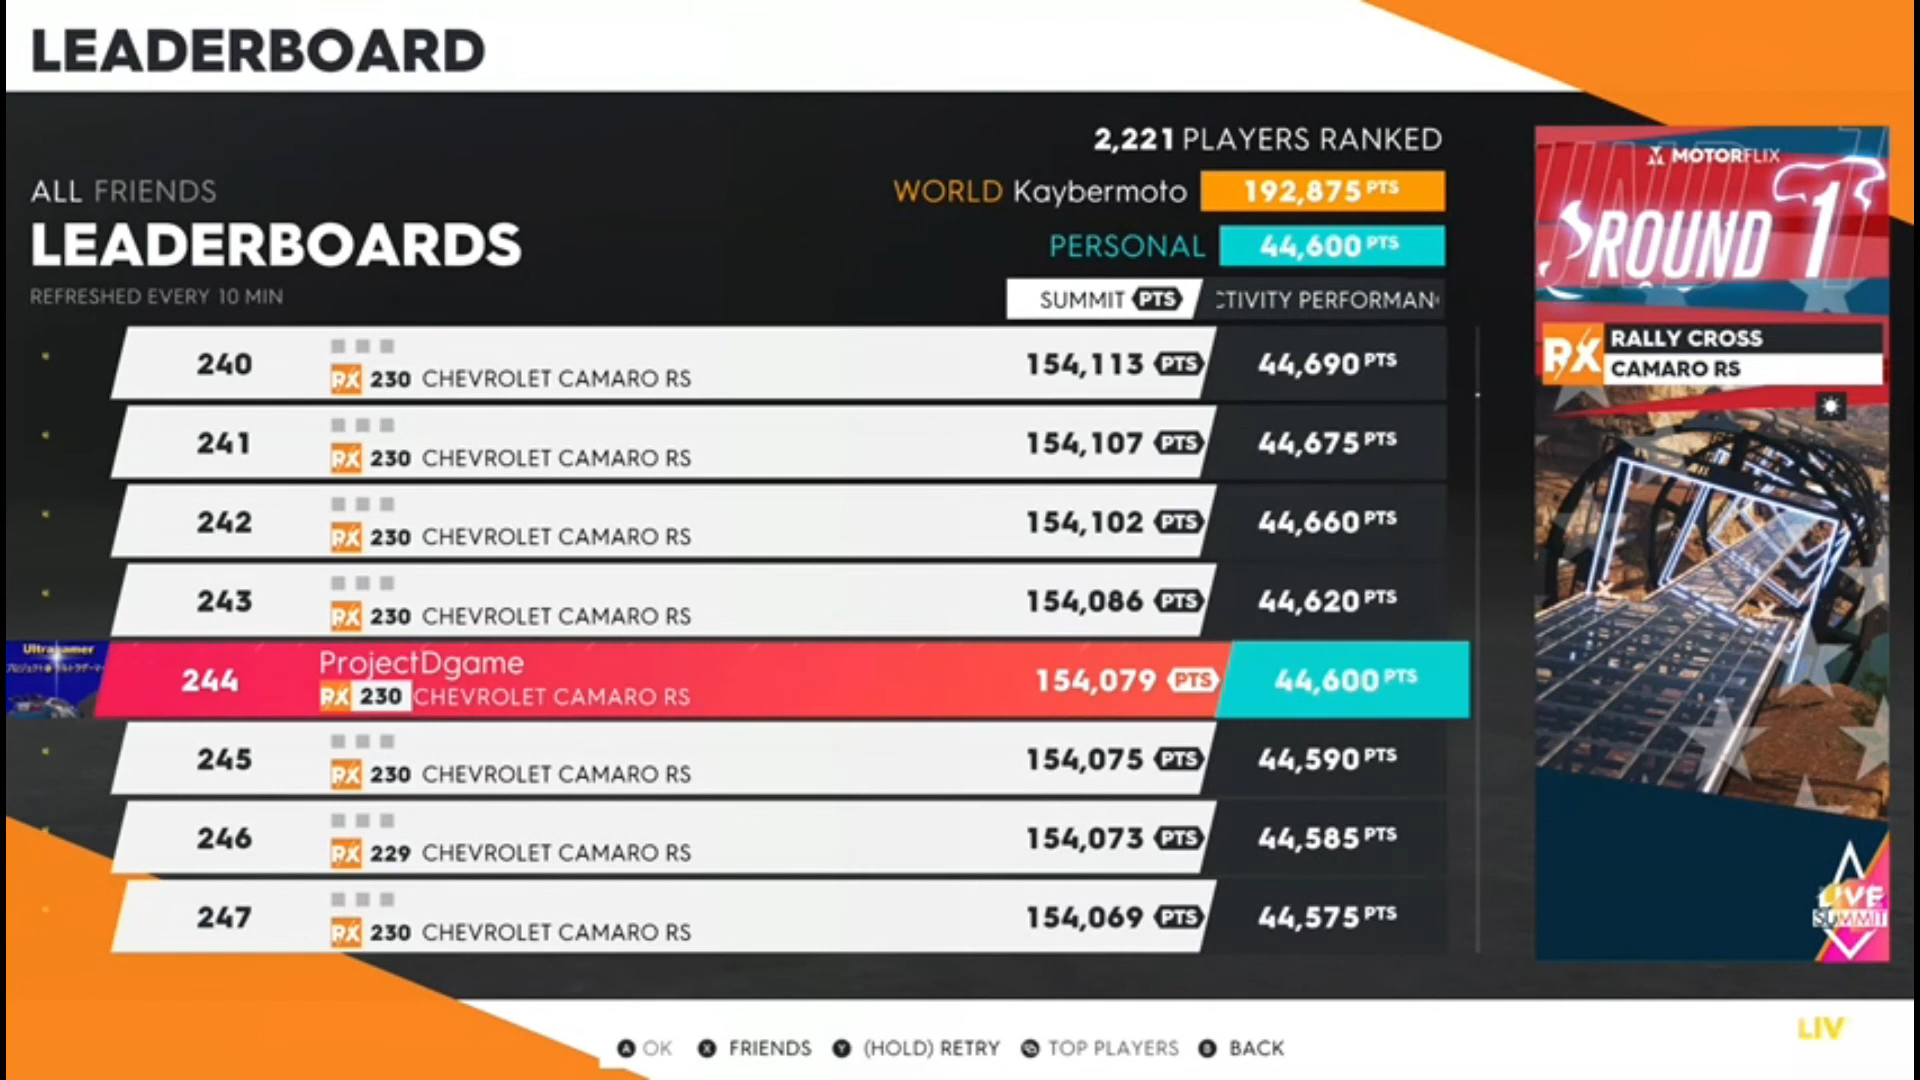 LEADERBOARD
2,221 PLAYERS RANKED
ALL FRIENDS
WORLD Kaybermoto 192,875 PTS
LEADERBOARDS
PERSONAL 44,600 PTS
REFRESHED EVERY 10 MIN
SUMMIT PTS CTIVITY PERFORMAN
240
RX 230 CHEVROLET CAMARO RS
154,113 PTS 44,690 PTS
241
RX 230 CHEVROLET CAMARO RS
154,107 PTS 44,675 PTS
242
RX 230 CHEVROLET CAMARO RS
154,102 PTS 44,660 PTS
243
RX 230 CHEVROLET CAMARO RS
154,086 PTS 44,620 PTS
244
ProjectDgame
RX 230 CHEVROLET CAMARO RS
154,079 PTS 44,600 PTS
245
RX 230 CHEVROLET CAMARO RS
154,075 PTS 44,590 PTS
246
RX 229 CHEVROLET CAMARO RS
154,073 PTS 44,585 PTS
247
RX 230 CHEVROLET CAMARO RS
154,069 PTS 44,575 PTS
MOTORFLIX
ROUND 1
RX RALLY CROSS
CAMARO RS
LIVE
SUMMIT
LIV
A OK X FRIENDS Y (HOLD) RETRY TOP PLAYERS B BACK